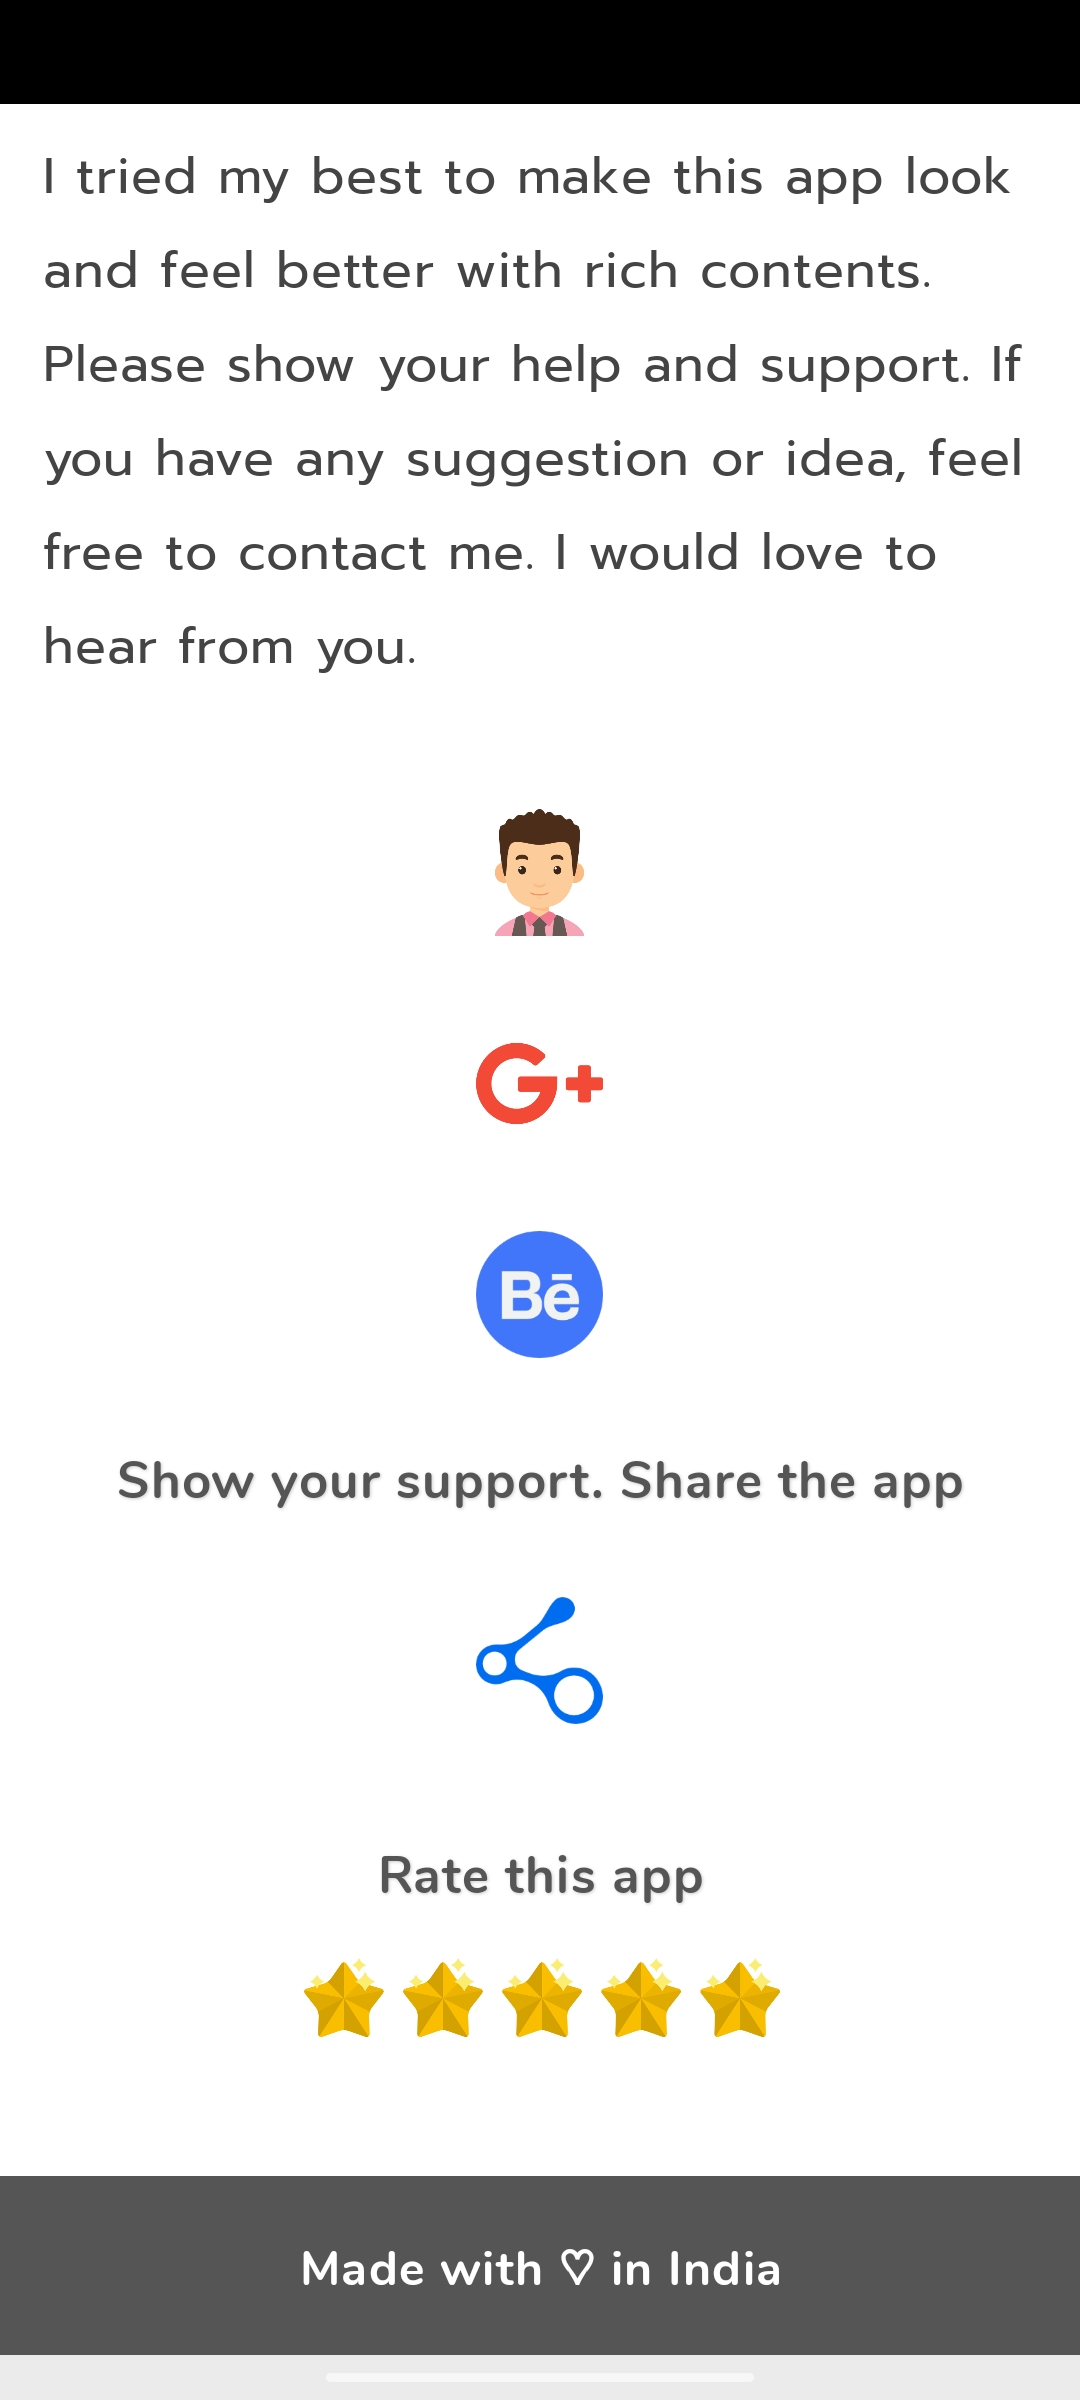 I tried my best to make this app look
and feel better with rich contents.
Please show your help and support. If
you have any suggestion or idea, feel
free to contact me. I would love to
hear from you.
G+
Bē
Show your support. Share the app
Rate this app
Made with ♡ in India